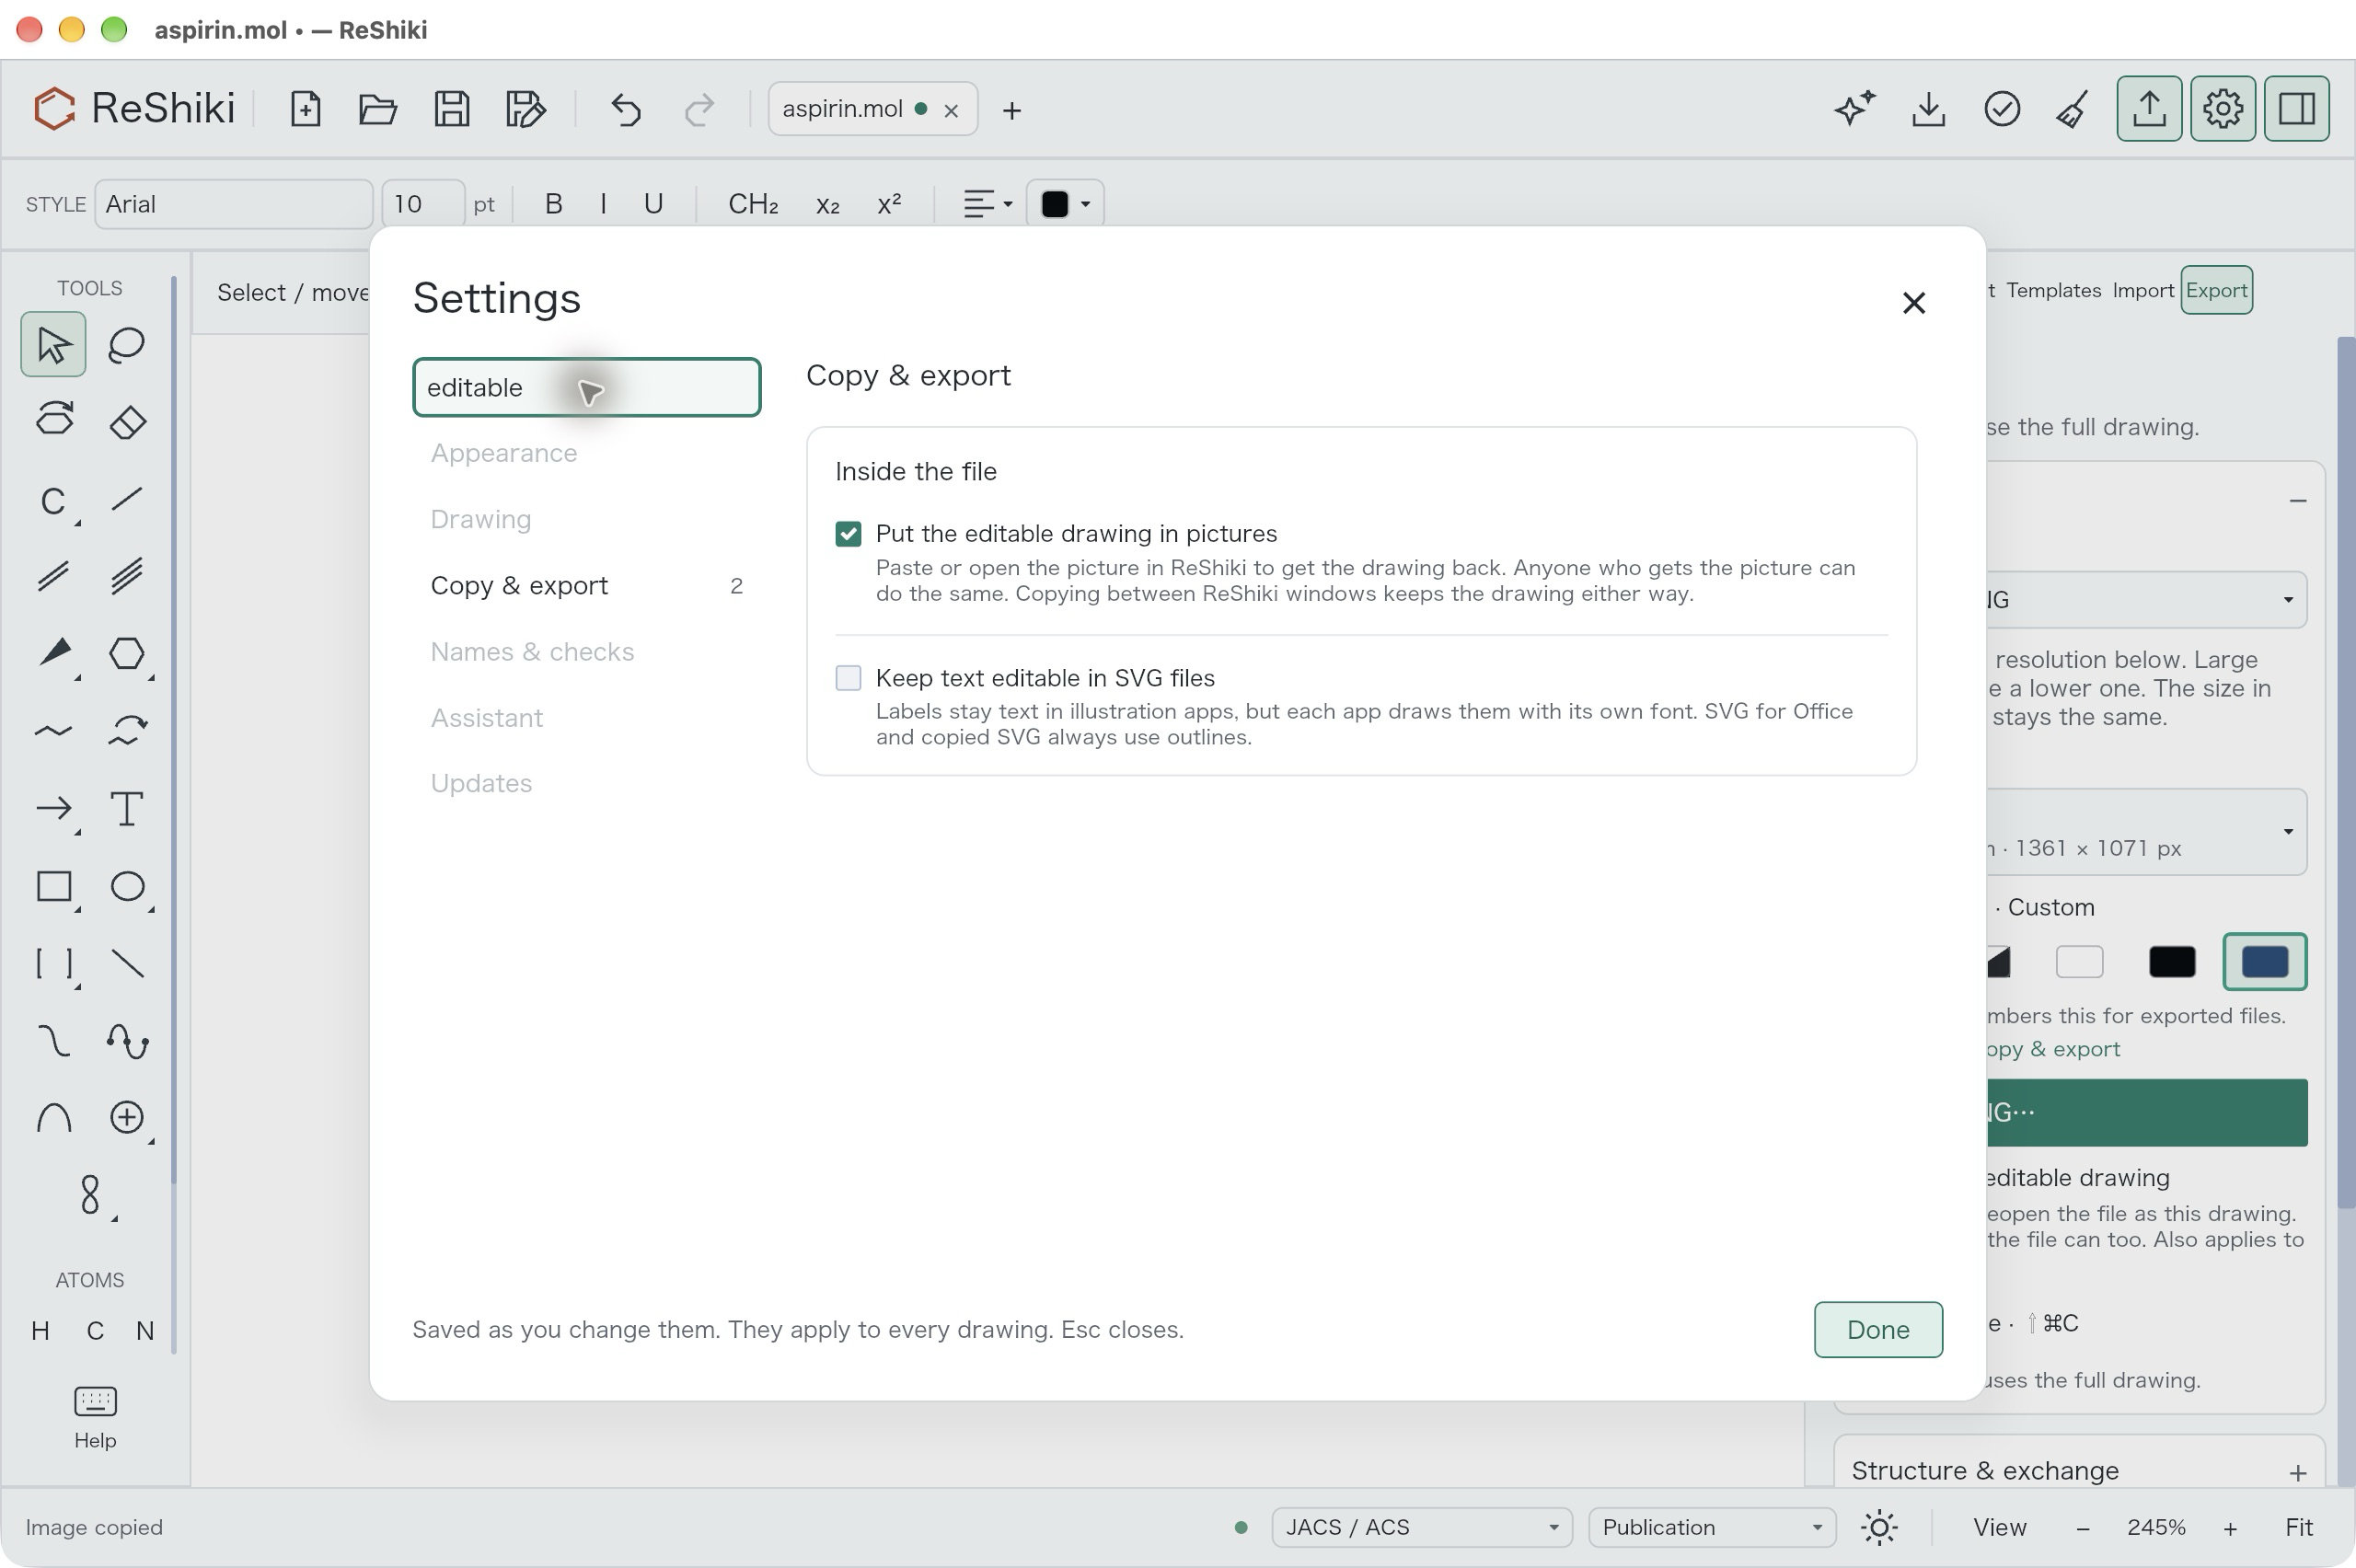 aspirin.mol • — ReShiki
ReShiki
aspirin.mol
STYLE Arial 10 pt B I U CH₂ x₂ x²
TOOLS
Select / move
t Templates Import Export
Settings
editable
Appearance
Drawing
Copy & export 2
Names & checks
Assistant
Updates
Copy & export
Inside the file
Put the editable drawing in pictures
Paste or open the picture in ReShiki to get the drawing back. Anyone who gets the picture can
do the same. Copying between ReShiki windows keeps the drawing either way.
Keep text editable in SVG files
Labels stay text in illustration apps, but each app draws them with its own font. SVG for Office
and copied SVG always use outlines.
Saved as you change them. They apply to every drawing. Esc closes.
Done
C
ATOMS
H C N
Help
se the full drawing.
NG
resolution below. Large
e a lower one. The size in
stays the same.
· 1361 × 1071 px
· Custom
mbers this for exported files.
opy & export
NG…
editable drawing
eopen the file as this drawing.
the file can too. Also applies to
e · ⇧⌘C
uses the full drawing.
Structure & exchange
Image copied
JACS / ACS
Publication
View − 245% + Fit